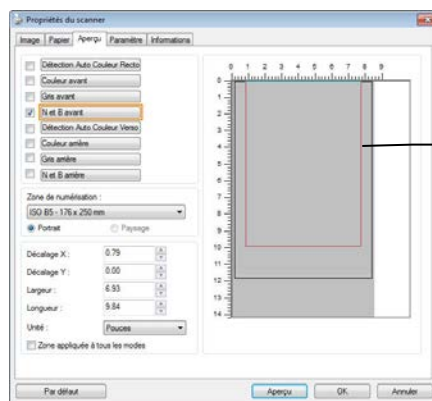 Propriétés du scanner
Image Papier Aperçu Paramètre Informations
Détection Auto Couleur Recto
Couleur avant
Gris avant
N et B avant
Détection Auto Couleur Verso
Couleur arrière
Gris arrière
N et B arrière
Zone de numérisation :
ISO B5 - 176 x 250 mm
Portrait Paysage
Décalage X : 0.79
Décalage Y : 0.00
Largeur : 6.93
Longueur : 9.84
Unité : Pouces
Zone appliquée à tous les modes
0 1 2 3 4 5 6 7 8 9
0
1
2
3
4
5
6
7
8
9
10
11
12
13
14
Par défaut Aperçu OK Annuler